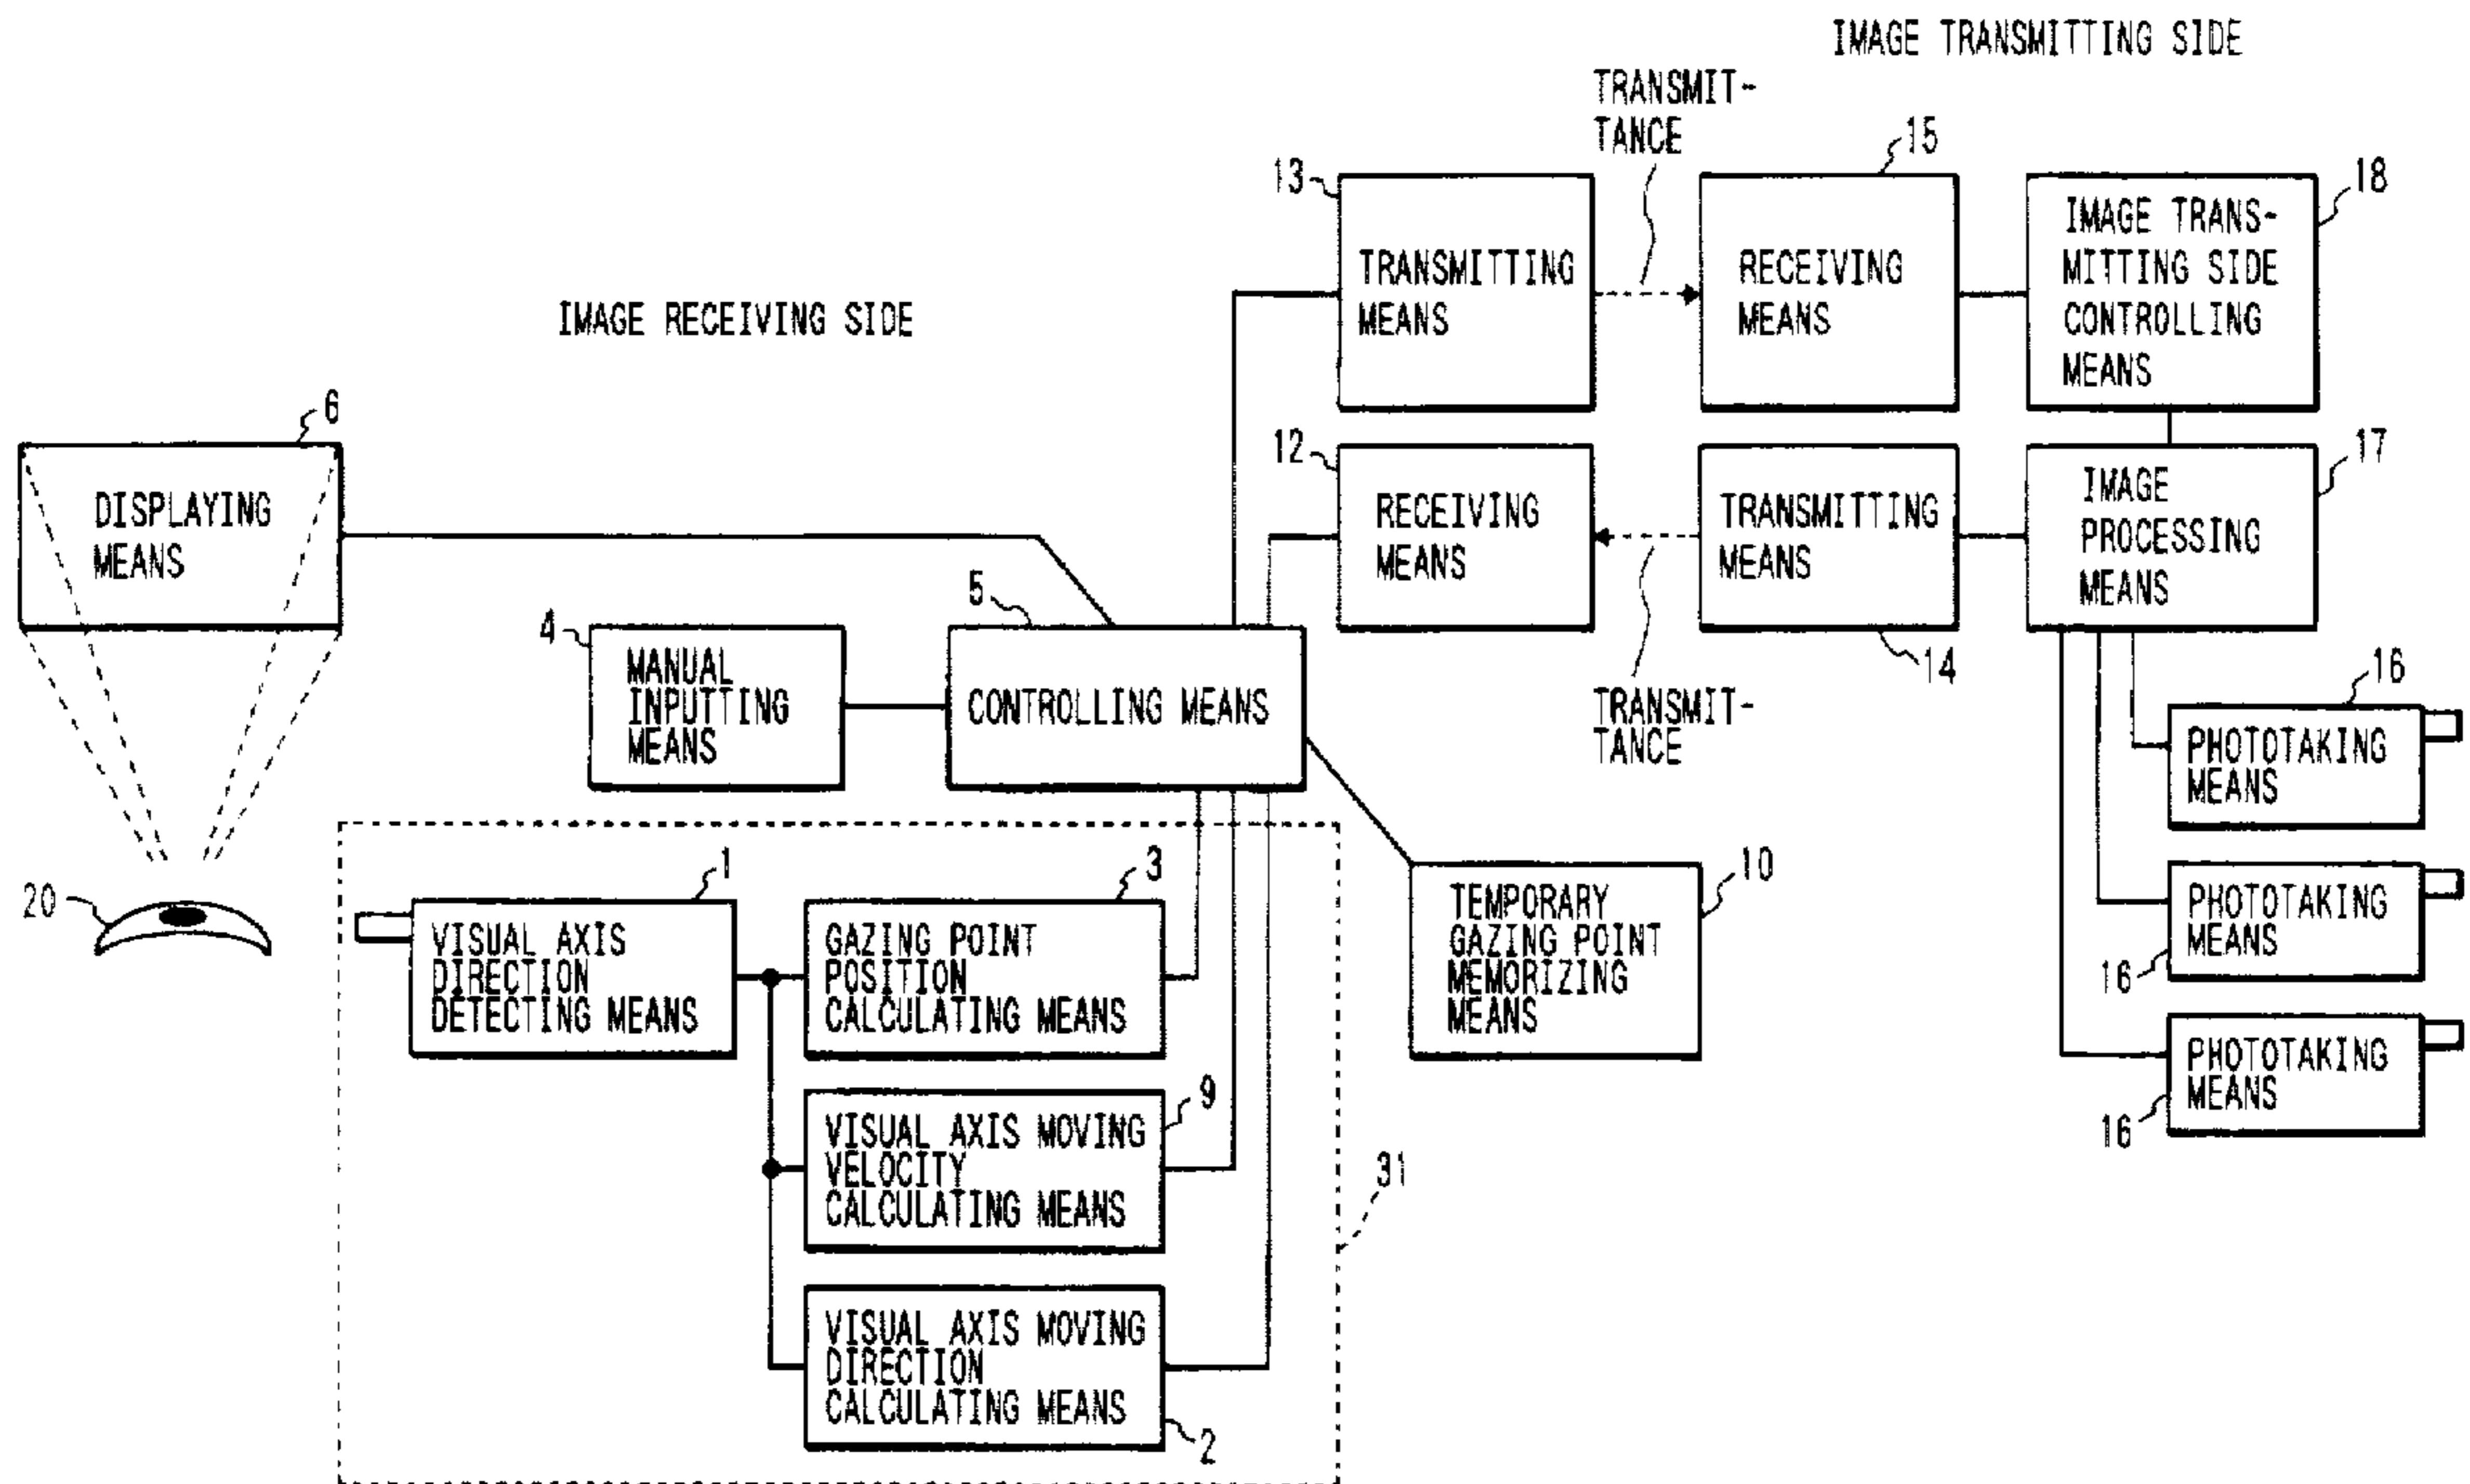 IMAGE TRANSMITTING SIDE
TRANSMIT-
TANCE
15
13
18
TRANSMITTING
MEANS
RECEIVING
MEANS
IMAGE TRANS-
MITTING SIDE
CONTROLLING
MEANS
IMAGE RECEIVING SIDE
6
DISPLAYING
MEANS
12
RECEIVING
MEANS
TRANSMITTING
MEANS
14
17
IMAGE
PROCESSING
MEANS
TRANSMIT-
TANCE
4
MANUAL
INPUTTING
MEANS
5
CONTROLLING MEANS
16
PHOTOTAKING
MEANS
16
PHOTOTAKING
MEANS
16
PHOTOTAKING
MEANS
20
1
VISUAL AXIS
DIRECTION
DETECTING MEANS
3
GAZING POINT
POSITION
CALCULATING MEANS
10
TEMPORARY
GAZING POINT
MEMORIZING
MEANS
9
VISUAL AXIS MOVING
VELOCITY
CALCULATING MEANS
31
VISUAL AXIS MOVING
DIRECTION
CALCULATING MEANS
2